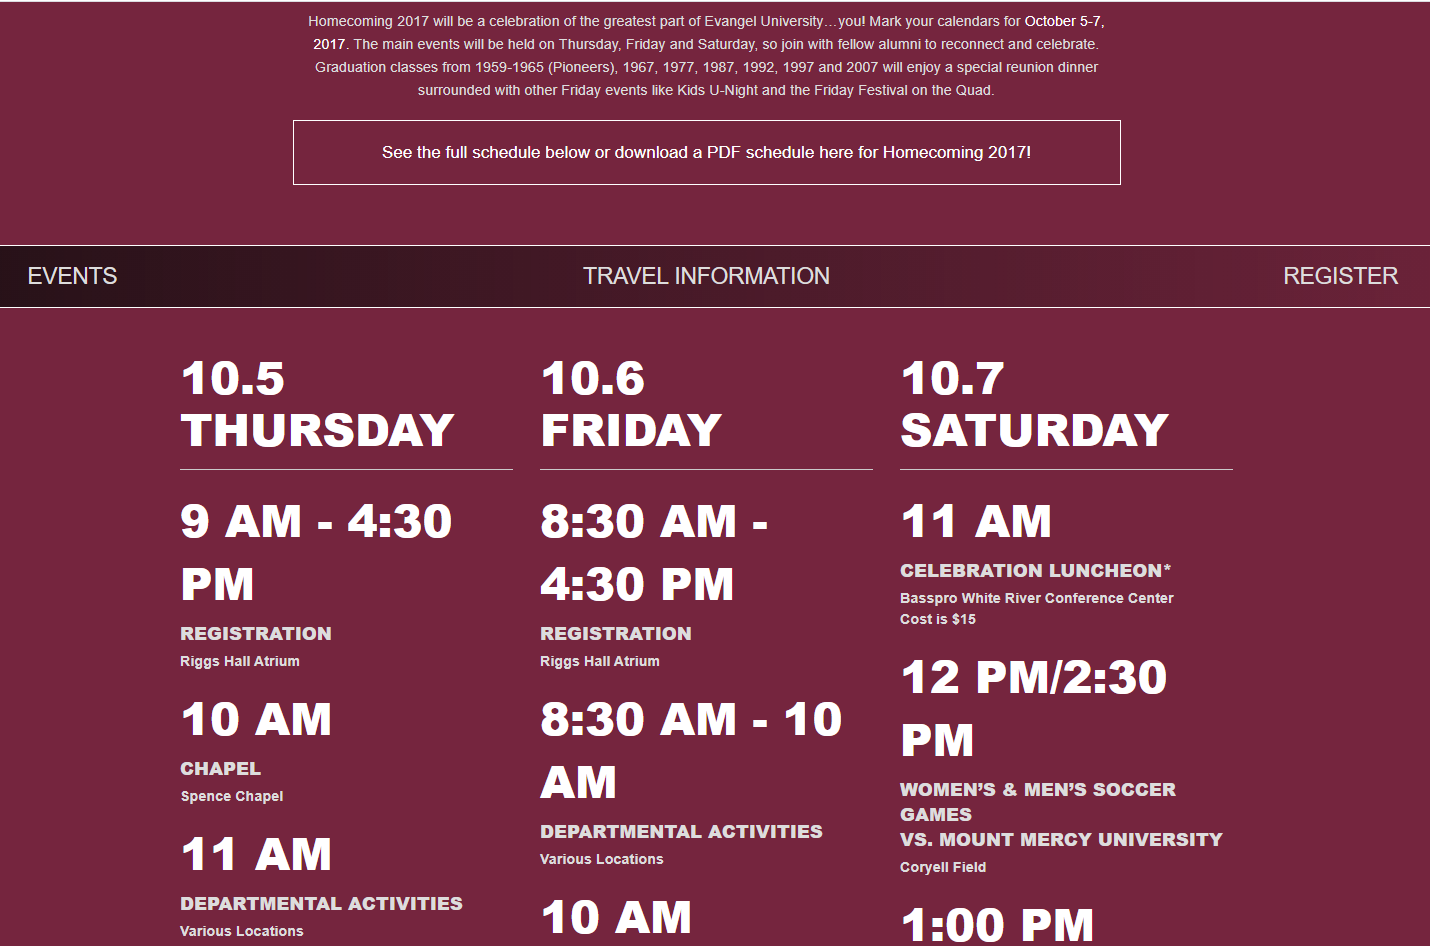 Homecoming 2017 will be a celebration of the greatest part of Evangel University…you! Mark your calendars for October 5-7,
2017. The main events will be held on Thursday, Friday and Saturday, so join with fellow alumni to reconnect and celebrate.
Graduation classes from 1959-1965 (Pioneers), 1967, 1977, 1987, 1992, 1997 and 2007 will enjoy a special reunion dinner
surrounded with other Friday events like Kids U-Night and the Friday Festival on the Quad.
See the full schedule below or download a PDF schedule here for Homecoming 2017!
EVENTS
TRAVEL INFORMATION
REGISTER
10.5
THURSDAY
9 AM - 4:30
PM
REGISTRATION
Riggs Hall Atrium
10 AM
CHAPEL
Spence Chapel
11 AM
DEPARTMENTAL ACTIVITIES
Various Locations
10.6
FRIDAY
8:30 AM -
4:30 PM
REGISTRATION
Riggs Hall Atrium
8:30 AM - 10
AM
DEPARTMENTAL ACTIVITIES
Various Locations
10 AM
10.7
SATURDAY
11 AM
CELEBRATION LUNCHEON*
Basspro White River Conference Center
Cost is $15
12 PM/2:30
PM
WOMEN’S & MEN’S SOCCER
GAMES
VS. MOUNT MERCY UNIVERSITY
Coryell Field
1:00 PM